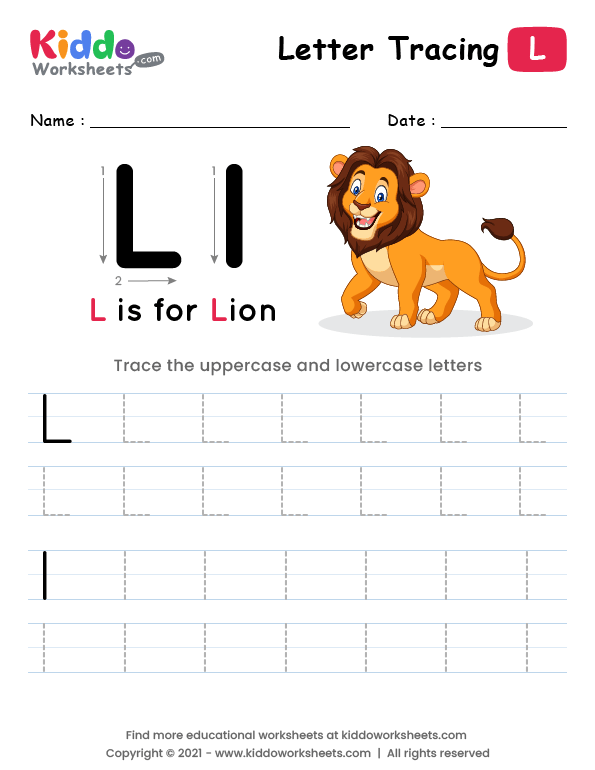 Kiddo
Worksheets .com
Letter Tracing L
Name : Date :
1 1
L l
2
L is for Lion
Trace the uppercase and lowercase letters
L L L L L L L
L L L L L L L
l l l l l l l
l l l l l l l
Find more educational worksheets at kiddoworksheets.com
Copyright © 2021 - www.kiddoworksheets.com | All rights reserved